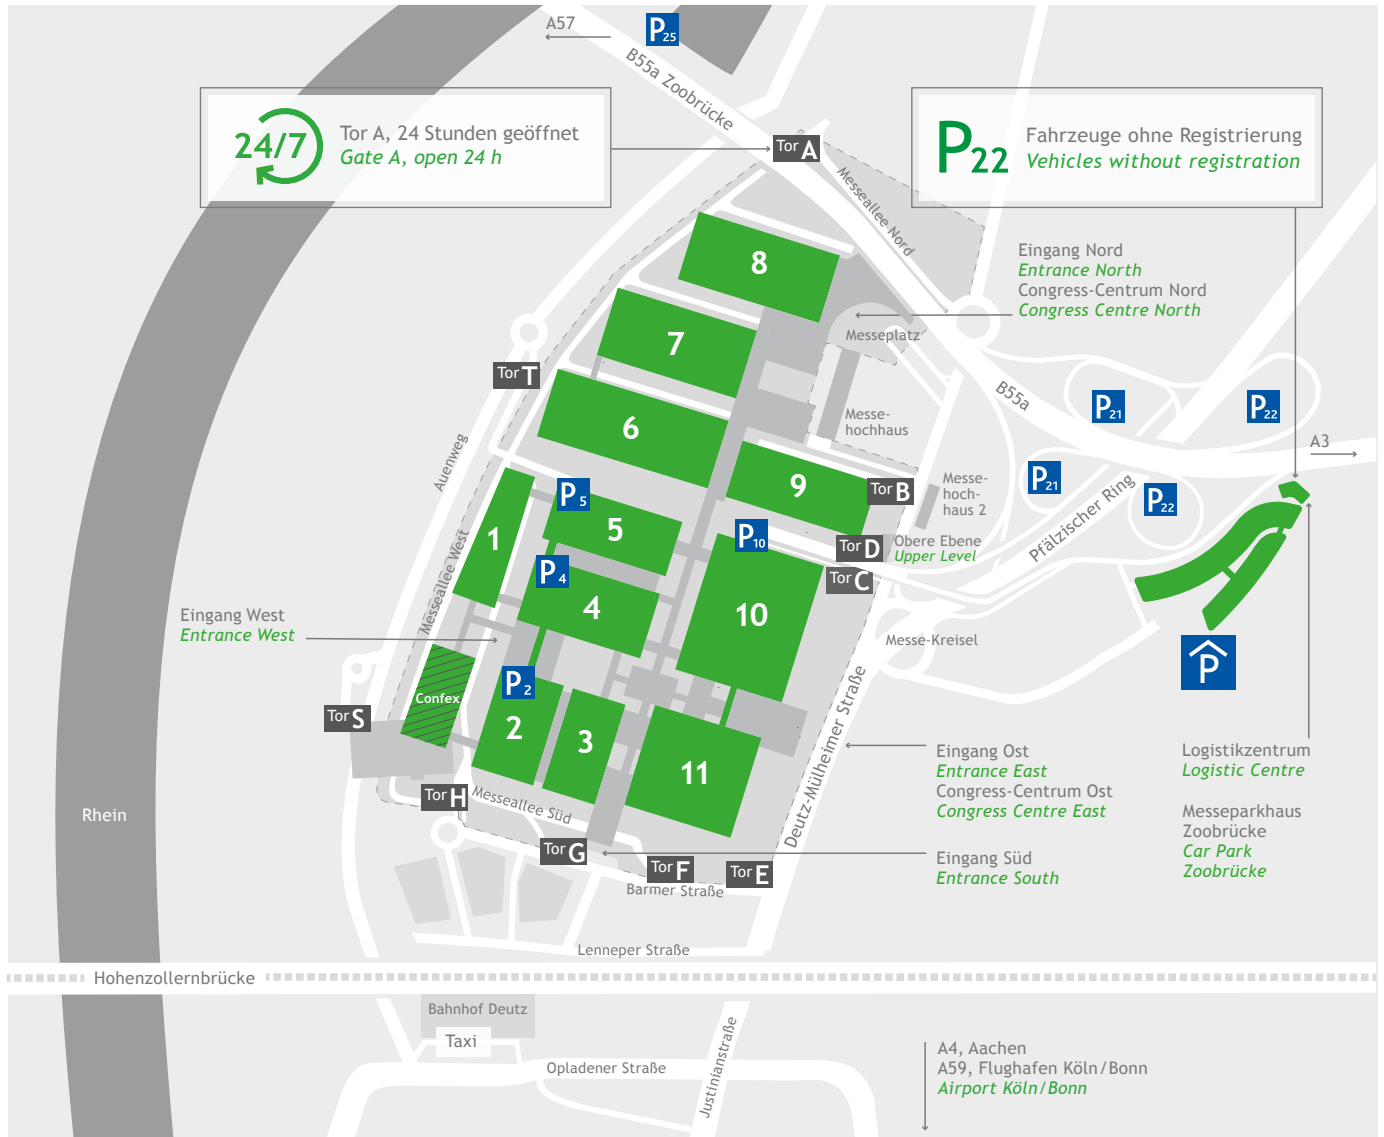 A57
P25
B55a Zoobrücke
24/7
Tor A, 24 Stunden geöffnet
Gate A, open 24 h
Tor A
P22
Fahrzeuge ohne Registrierung
Vehicles without registration
Messeallee Nord
8
Eingang Nord
Entrance North
Congress-Centrum Nord
Congress Centre North
7
Messeplatz
Tor T
B55a
P21
P22
6
Messe-
hochhaus
A3
Auenweg
9
Tor B
Messe-
hoch-
haus 2
P21
P22
Pfälzischer Ring
P5
1
5
P10
Tor D
Obere Ebene
Upper Level
Tor C
P4
4
10
Messeallee West
Eingang West
Entrance West
Messe-Kreisel
P
P2
Confex
Tor S
2
3
11
Deutz-Mülheimer Straße
Eingang Ost
Entrance East
Congress-Centrum Ost
Congress Centre East
Logistikzentrum
Logistic Centre
Messeparkhaus
Zoobrücke
Car Park
Zoobrücke
Rhein
Tor H
Messeallee Süd
Tor G
Eingang Süd
Entrance South
Tor F
Tor E
Barmer Straße
Lenneper Straße
Hohenzollernbrücke
Bahnhof Deutz
Taxi
Opladener Straße
Justinianstraße
A4, Aachen
A59, Flughafen Köln/Bonn
Airport Köln/Bonn